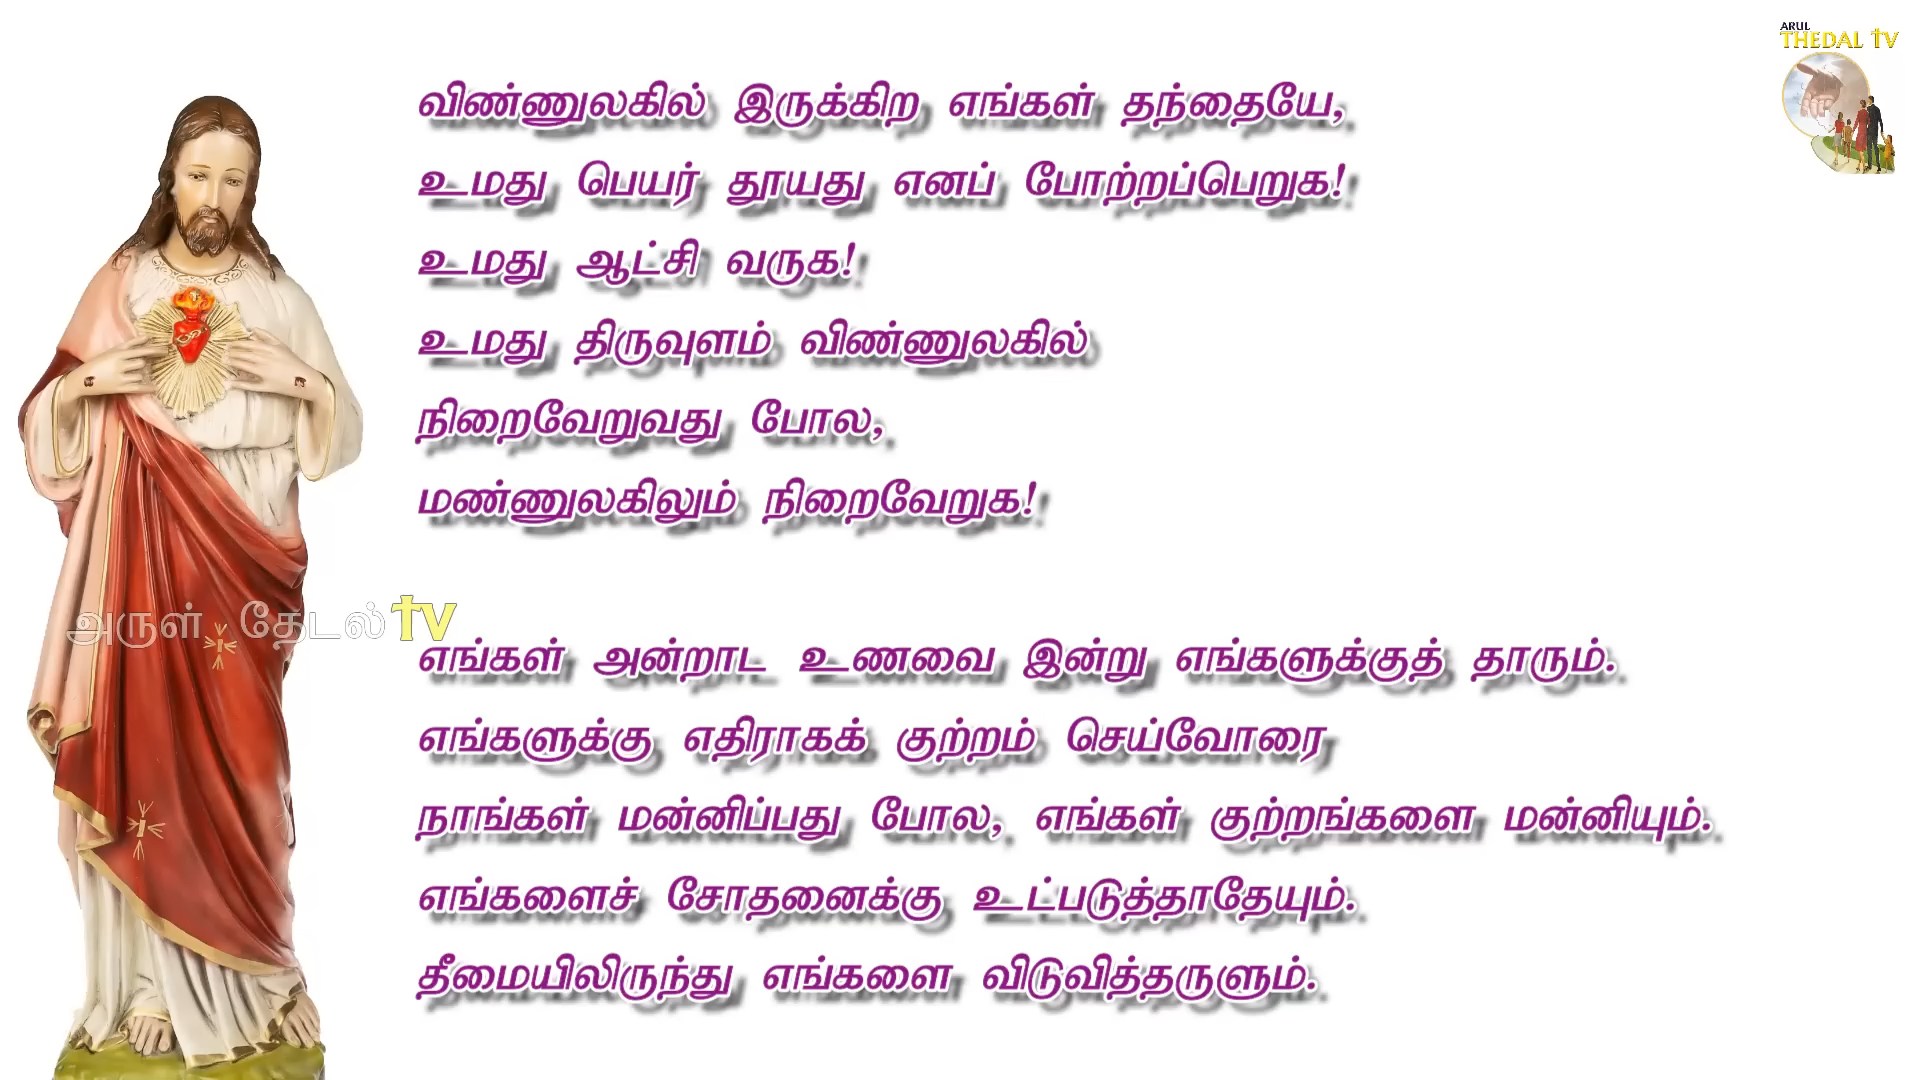 ARUL
THEDAL TV
விண்ணுலகில் இருக்கிற எங்கள் தந்தையே,
உமது பெயர் தூயது எனப் போற்றப்பெறுக!
உமது ஆட்சி வருக!
உமது திருவுளம் விண்ணுலகில்
நிறைவேறுவது போல,
மண்ணுலகிலும் நிறைவேறுக!
அருள் தேடல் TV
எங்கள் அன்றாட உணவை இன்று எங்களுக்குத் தாரும்.
எங்களுக்கு எதிராகக் குற்றம் செய்வோரை
நாங்கள் மன்னிப்பது போல, எங்கள் குற்றங்களை மன்னியும்.
எங்களைச் சோதனைக்கு உட்படுத்தாதேயும்.
தீமையிலிருந்து எங்களை விடுவித்தருளும்.